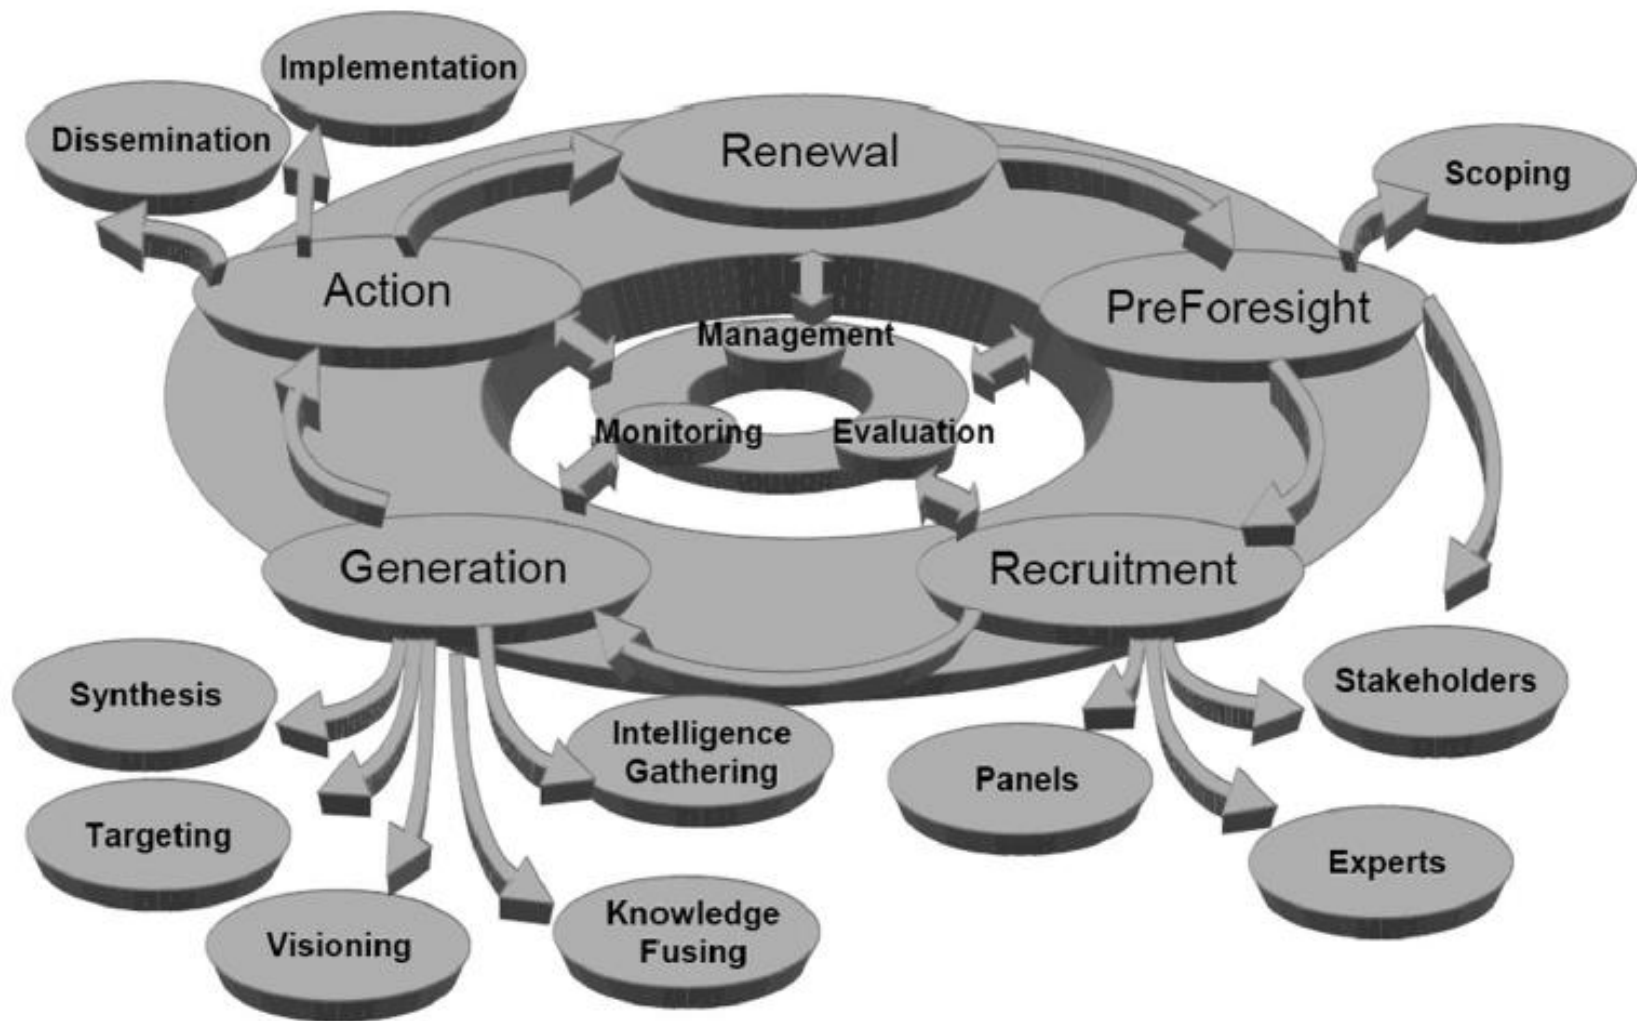 Implementation
Dissemination
Renewal
Scoping
Action
PreForesight
Management
Monitoring
Evaluation
Generation
Recruitment
Synthesis
Stakeholders
Intelligence
Gathering
Panels
Targeting
Experts
Visioning
Knowledge
Fusing